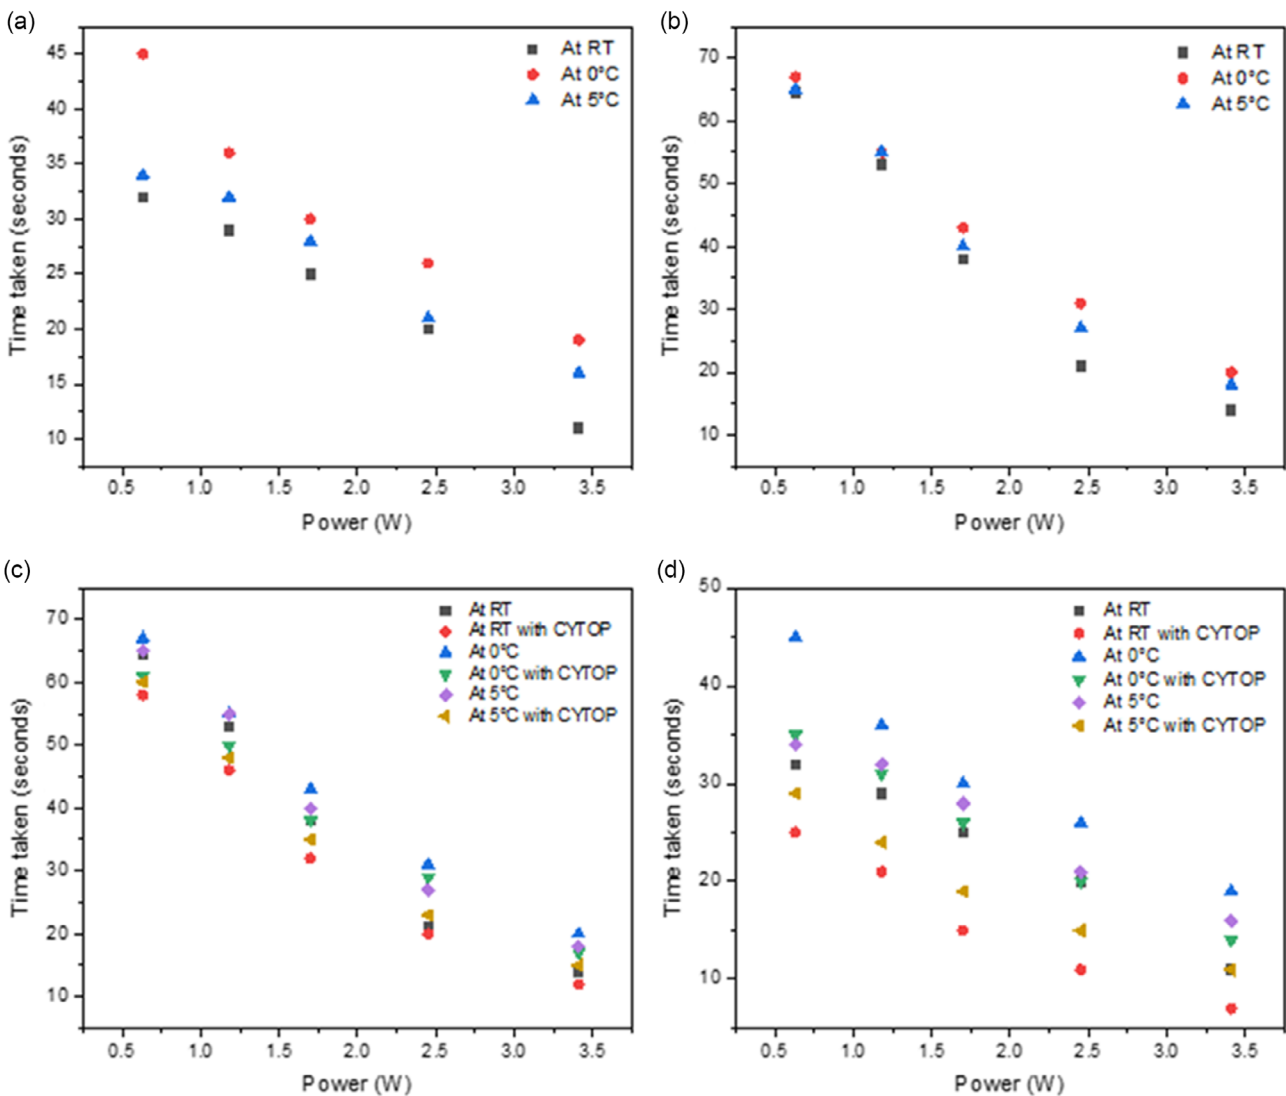 (a)
At RT
At 0°C
At 5°C
45
40
35
30
25
20
15
10
Time taken (seconds)
0.5 1.0 1.5 2.0 2.5 3.0 3.5
Power (W)
(b)
At RT
At 0°C
At 5°C
70
60
50
40
30
20
10
Time taken (seconds)
0.5 1.0 1.5 2.0 2.5 3.0 3.5
Power (W)
(c)
At RT
At RT with CYTOP
At 0°C
At 0°C with CYTOP
At 5°C
At 5°C with CYTOP
70
60
50
40
30
20
10
Time taken (seconds)
0.5 1.0 1.5 2.0 2.5 3.0 3.5
Power (W)
(d)
At RT
At RT with CYTOP
At 0°C
At 0°C with CYTOP
At 5°C
At 5°C with CYTOP
50
40
30
20
10
Time taken (seconds)
0.5 1.0 1.5 2.0 2.5 3.0 3.5
Power (W)